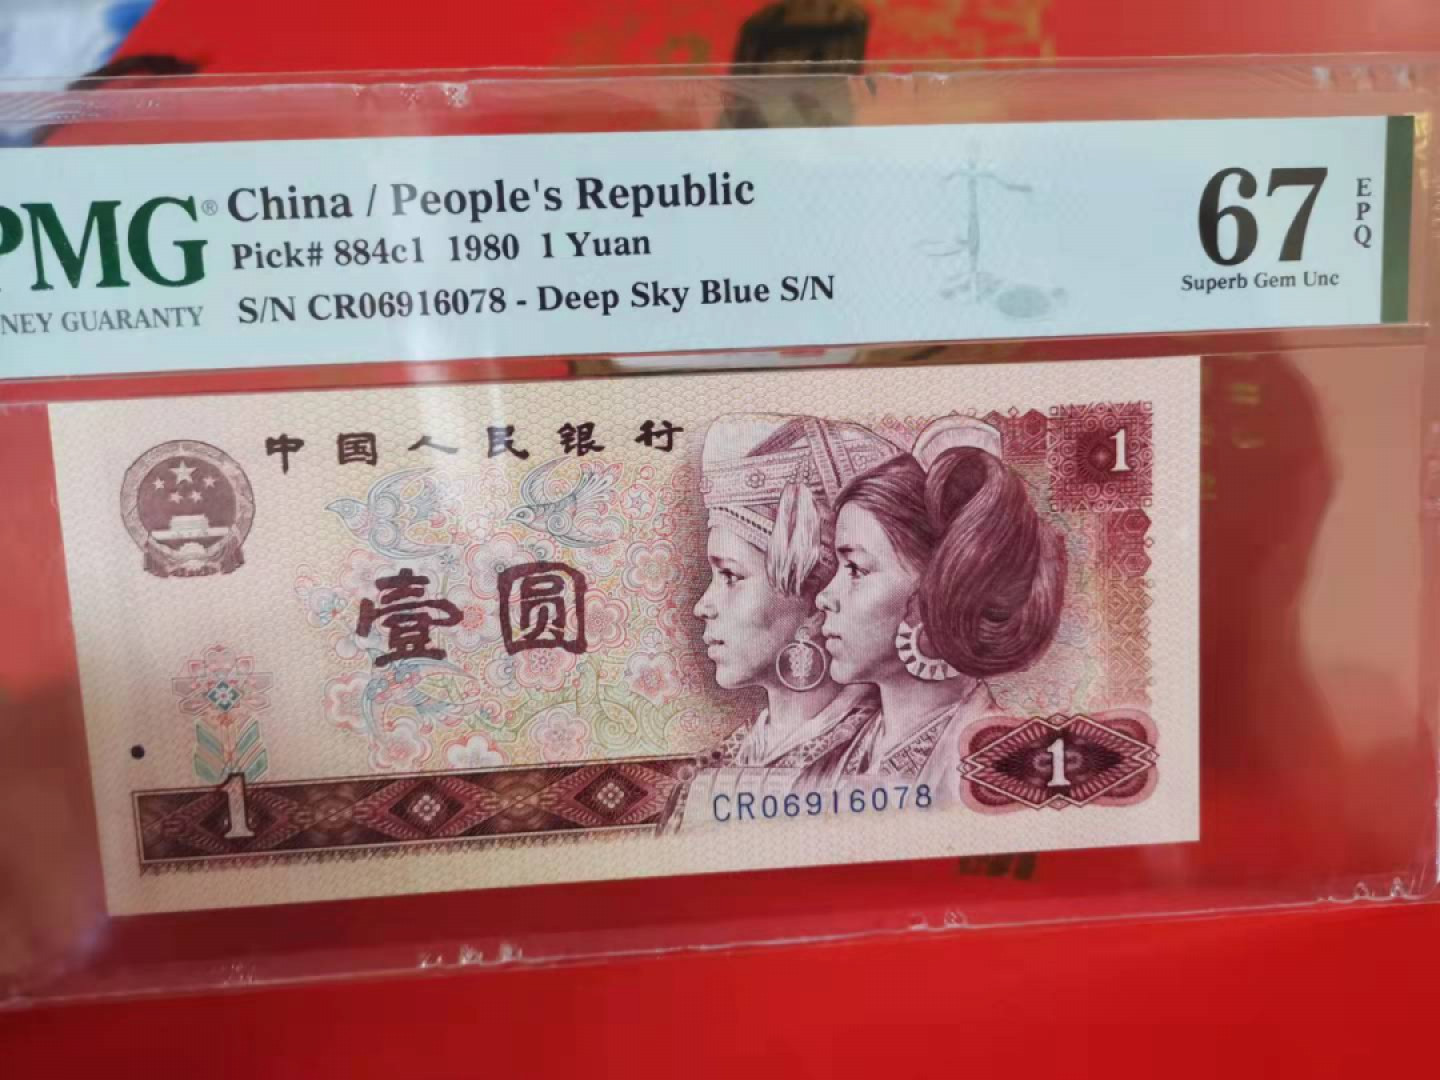 PMG® China / People's Republic
Pick# 884c1 1980 1 Yuan
NEY GUARANTY S/N CR06916078 - Deep Sky Blue S/N
67 EPQ
Superb Gem Unc
中国人民银行
1
壹圆
1
1
CR06916078